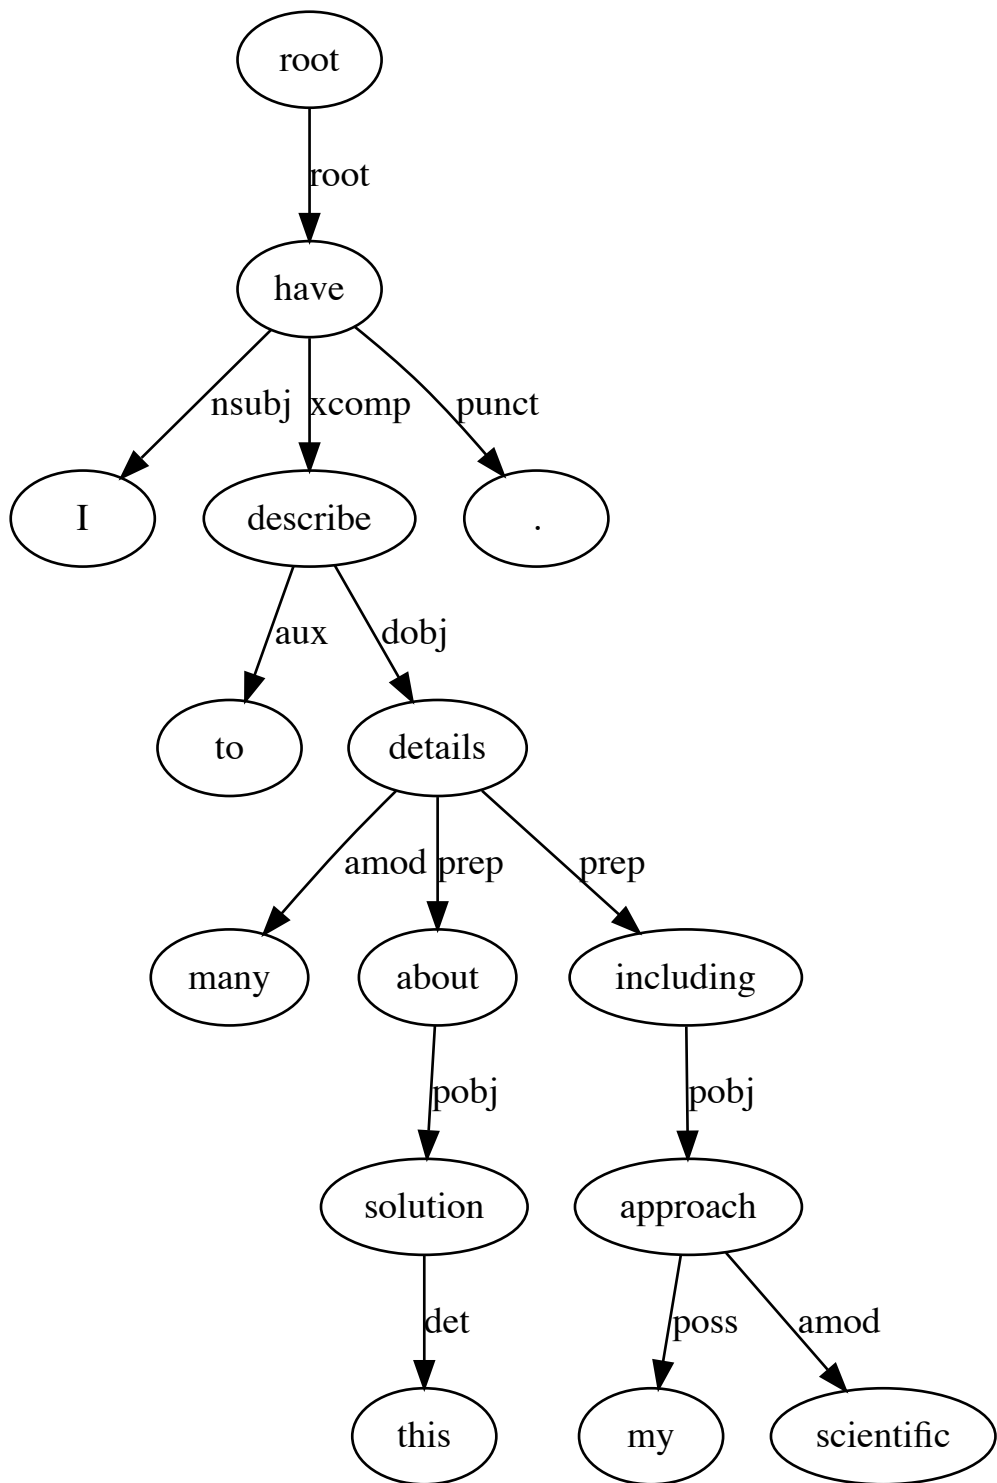 root
root
have
nsubj xcomp punct
I describe .
aux dobj
to details
amod prep prep
many about including
pobj pobj
solution approach
det poss amod
this my scientific